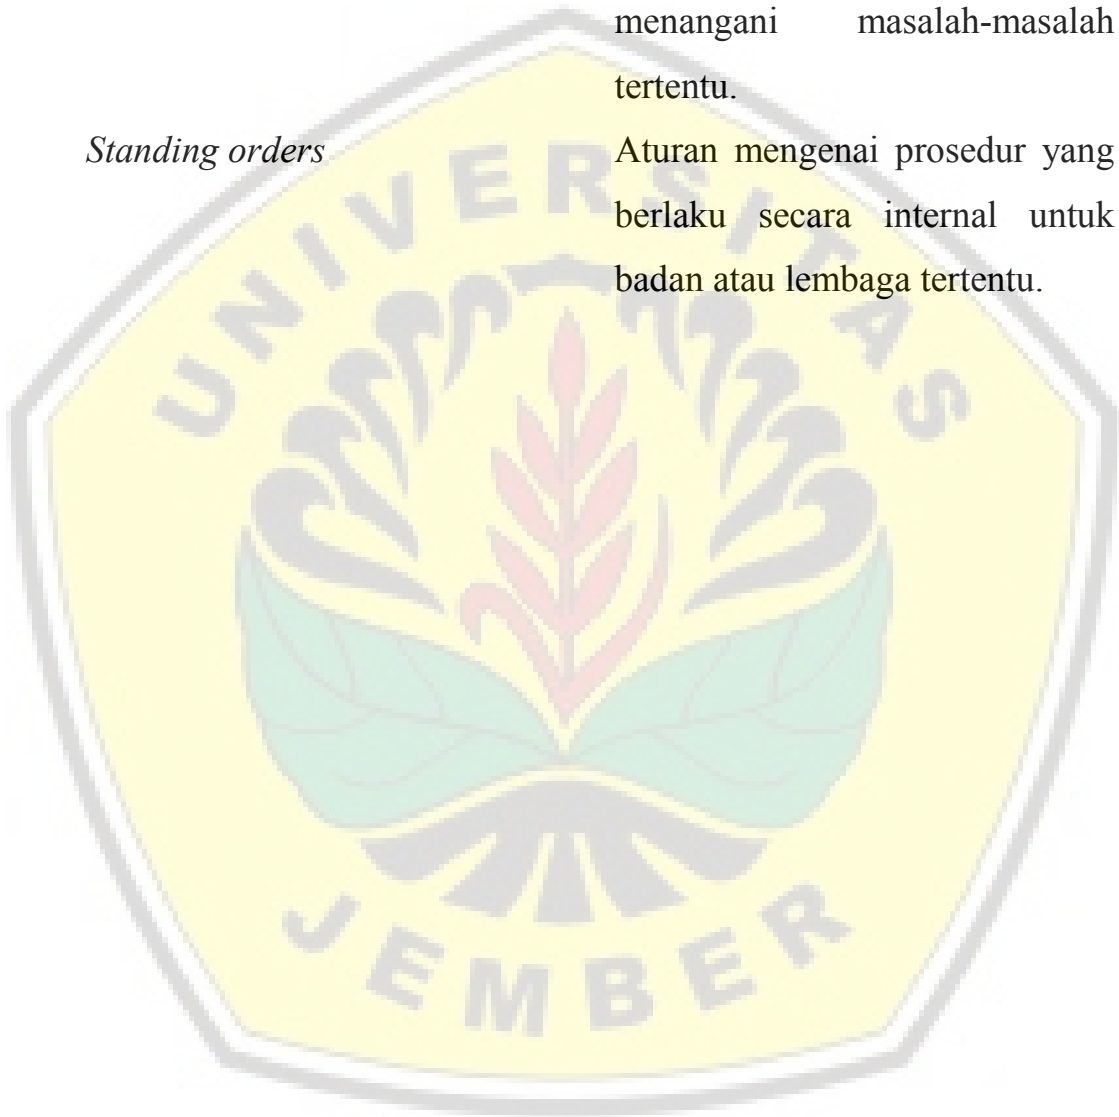 menangani masalah-masalah
tertentu.
Standing orders Aturan mengenai prosedur yang
berlaku secara internal untuk
badan atau lembaga tertentu.
UNIVERSITAS
JEMBER